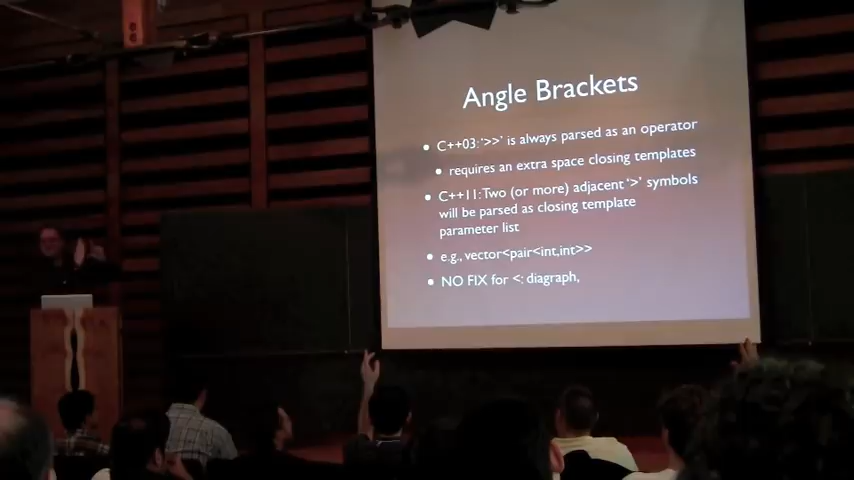 Angle Brackets
• C++03: '>>' is always parsed as an operator
• requires an extra space closing templates
• C++11: Two (or more) adjacent '>' symbols
will be parsed as closing template
parameter list
• e.g., vector<pair<int,int>>
• NO FIX for <: diagraph,